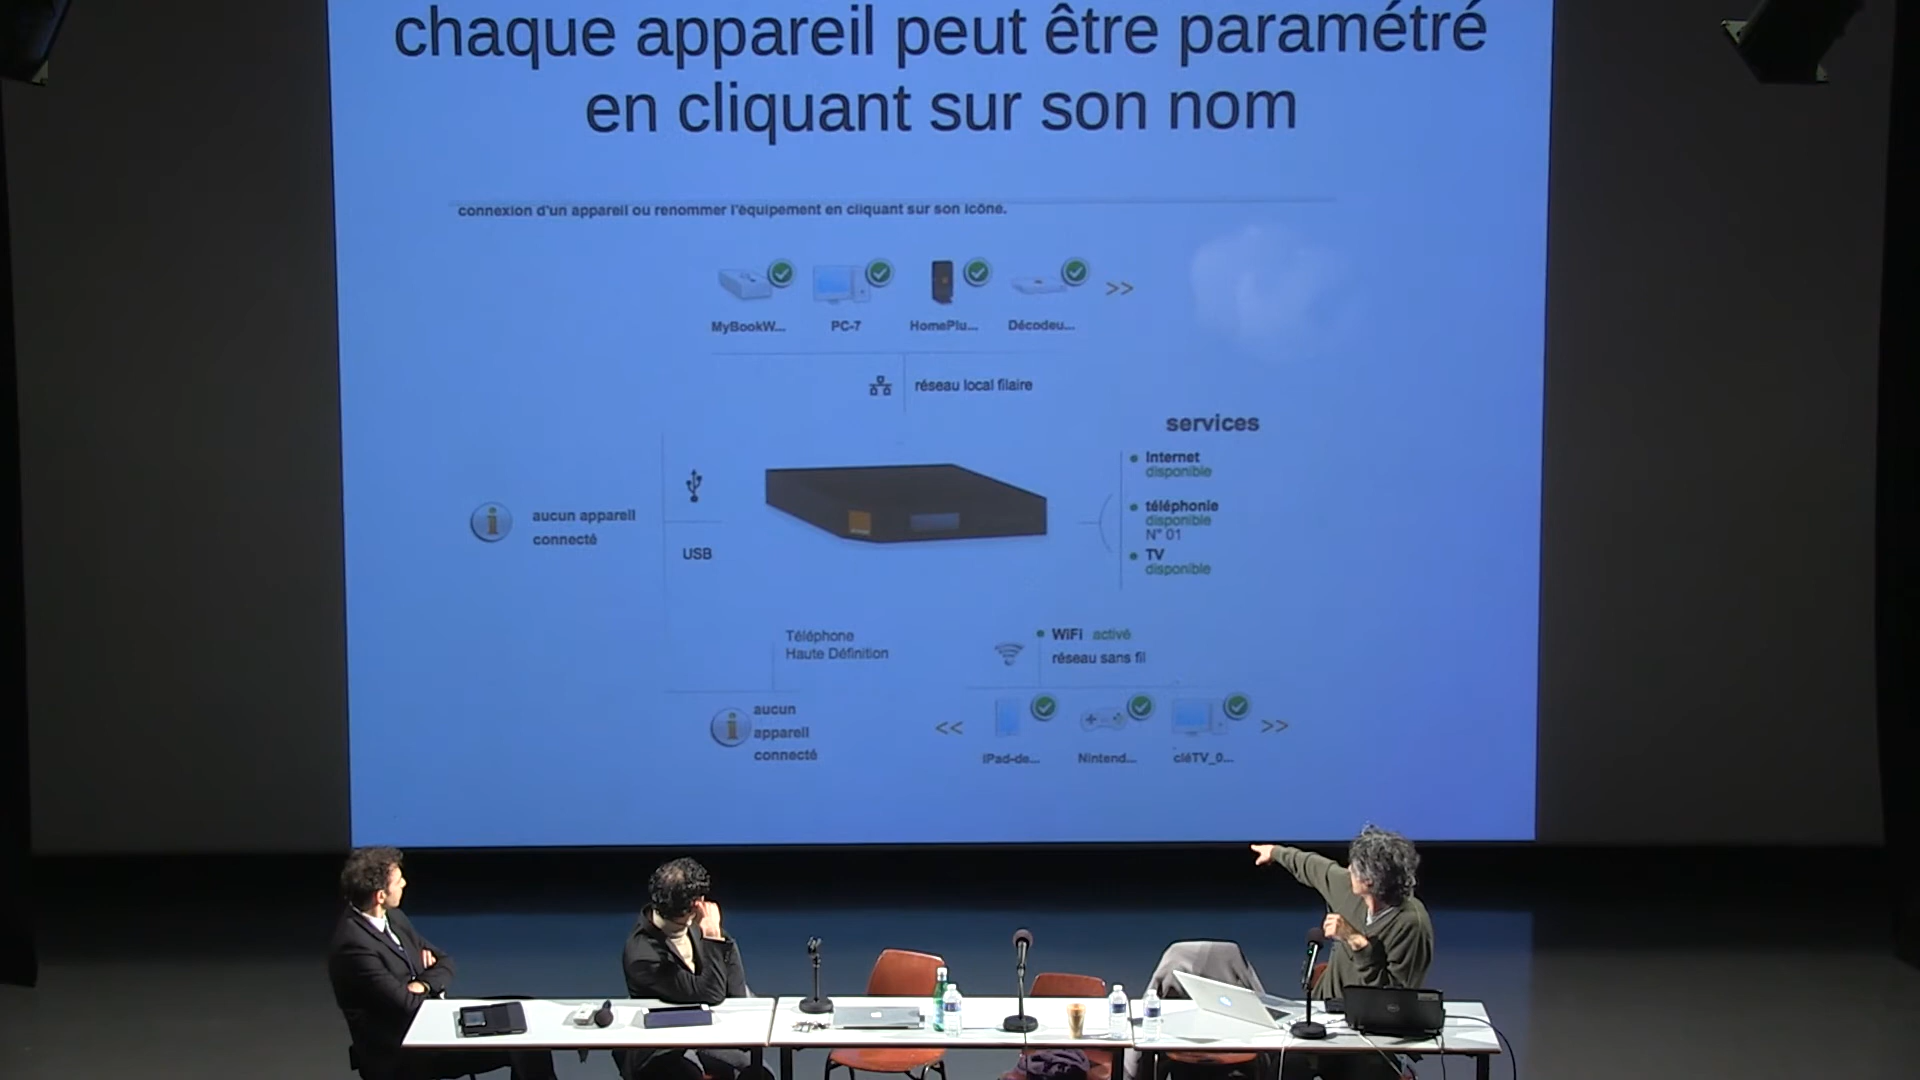 chaque appareil peut être paramétré
en cliquant sur son nom
connexion d'un appareil ou renommer l'équipement en cliquant sur son icône.
MyBookW... PC-7 HomePlu... Décodeu...
>>
réseau local filaire
services
Internet
disponible
téléphonie
disponible
N° 01
TV
disponible
aucun appareil
connecté
USB
Téléphone
Haute Définition
WiFi activé
réseau sans fil
aucun
appareil
connecté
<< >>
iPad-de... Nintend... cléTV_0...